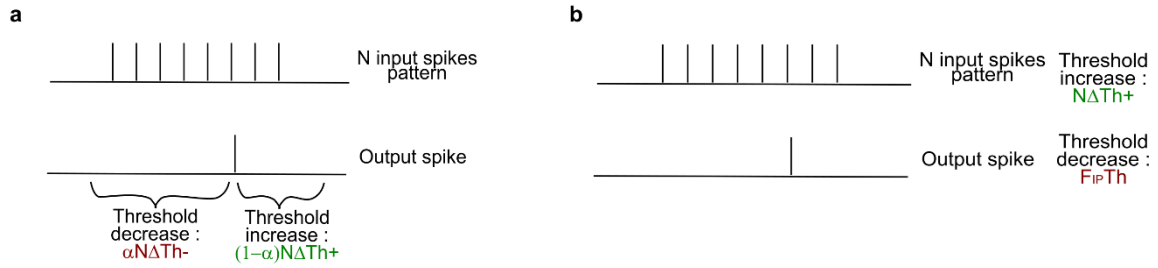 a
N input spikes
pattern
Output spike
Threshold
decrease :
αNΔTh-
Threshold
increase :
(1−α)NΔTh+
b
N input spikes
pattern
Threshold
increase :
NΔTh+
Output spike
Threshold
decrease :
FIPTh